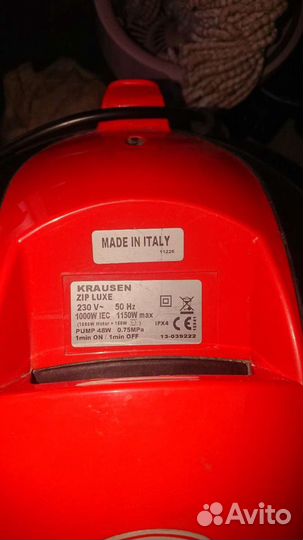 MADE IN ITALY
11226
KRAUSEN
ZIP LUXE
230 V~ 50 Hz
1000W IEC 1150W max
PUMP 48W 0.75MPa
1min ON / 1min OFF
IPX4
CE
13-039222
Avito